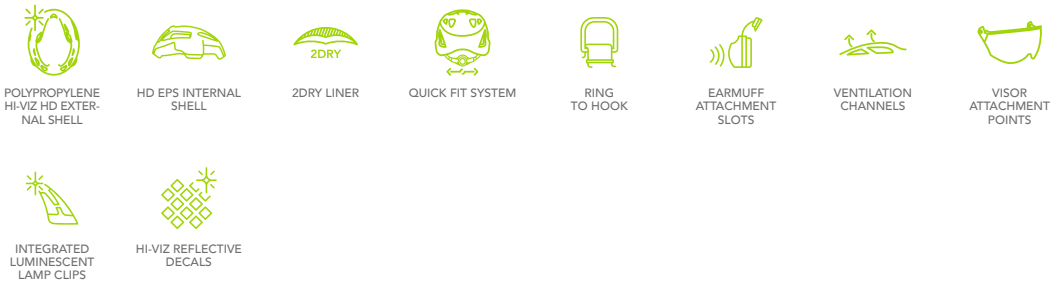 2DRY
POLYPROPYLENE
HI-VIZ HD EXTER-
NAL SHELL
HD EPS INTERNAL
SHELL
2DRY LINER
QUICK FIT SYSTEM
RING
TO HOOK
EARMUFF
ATTACHMENT
SLOTS
VENTILATION
CHANNELS
VISOR
ATTACHMENT
POINTS
INTEGRATED
LUMINESCENT
LAMP CLIPS
HI-VIZ REFLECTIVE
DECALS